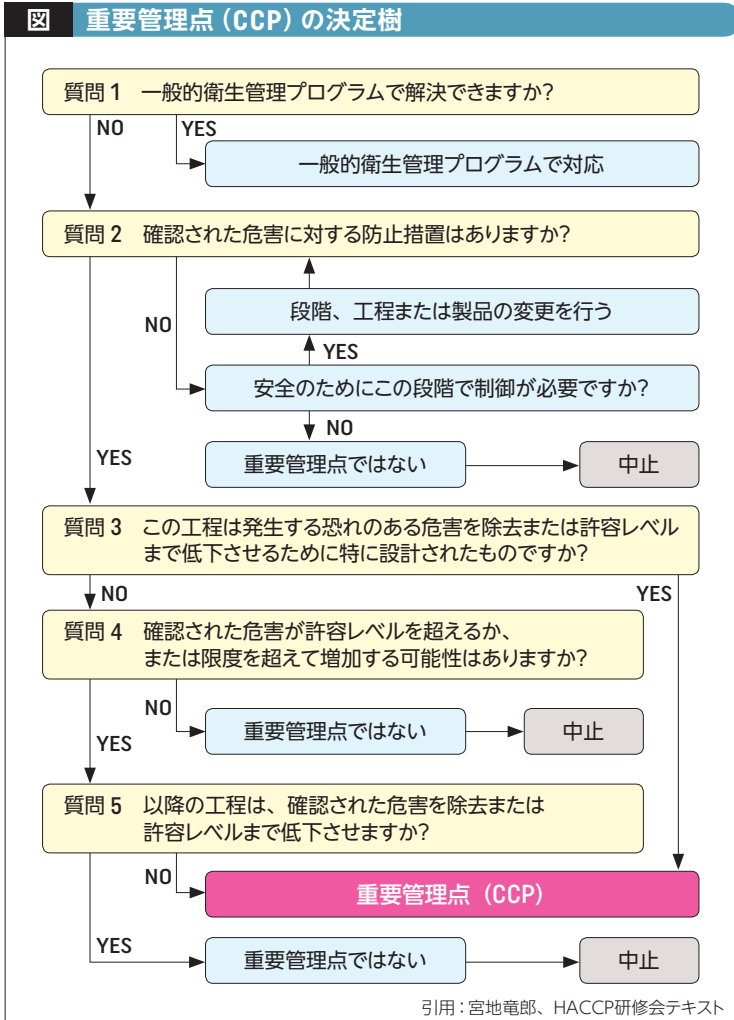 図 重要管理点（CCP）の決定樹
質問1 一般的衛生管理プログラムで解決できますか?
NO YES
一般的衛生管理プログラムで対応
質問2 確認された危害に対する防止措置はありますか?
段階、工程または製品の変更を行う
NO
YES
安全のためにこの段階で制御が必要ですか?
NO
YES
重要管理点ではない 中止
質問3 この工程は発生する恐れのある危害を除去または許容レベル
まで低下させるために特に設計されたものですか?
NO YES
質問4 確認された危害が許容レベルを超えるか、
または限度を超えて増加する可能性はありますか?
NO
重要管理点ではない 中止
YES
質問5 以降の工程は、確認された危害を除去または
許容レベルまで低下させますか?
NO
重要管理点（CCP）
YES
重要管理点ではない 中止
引用：宮地竜郎、HACCP研修会テキスト